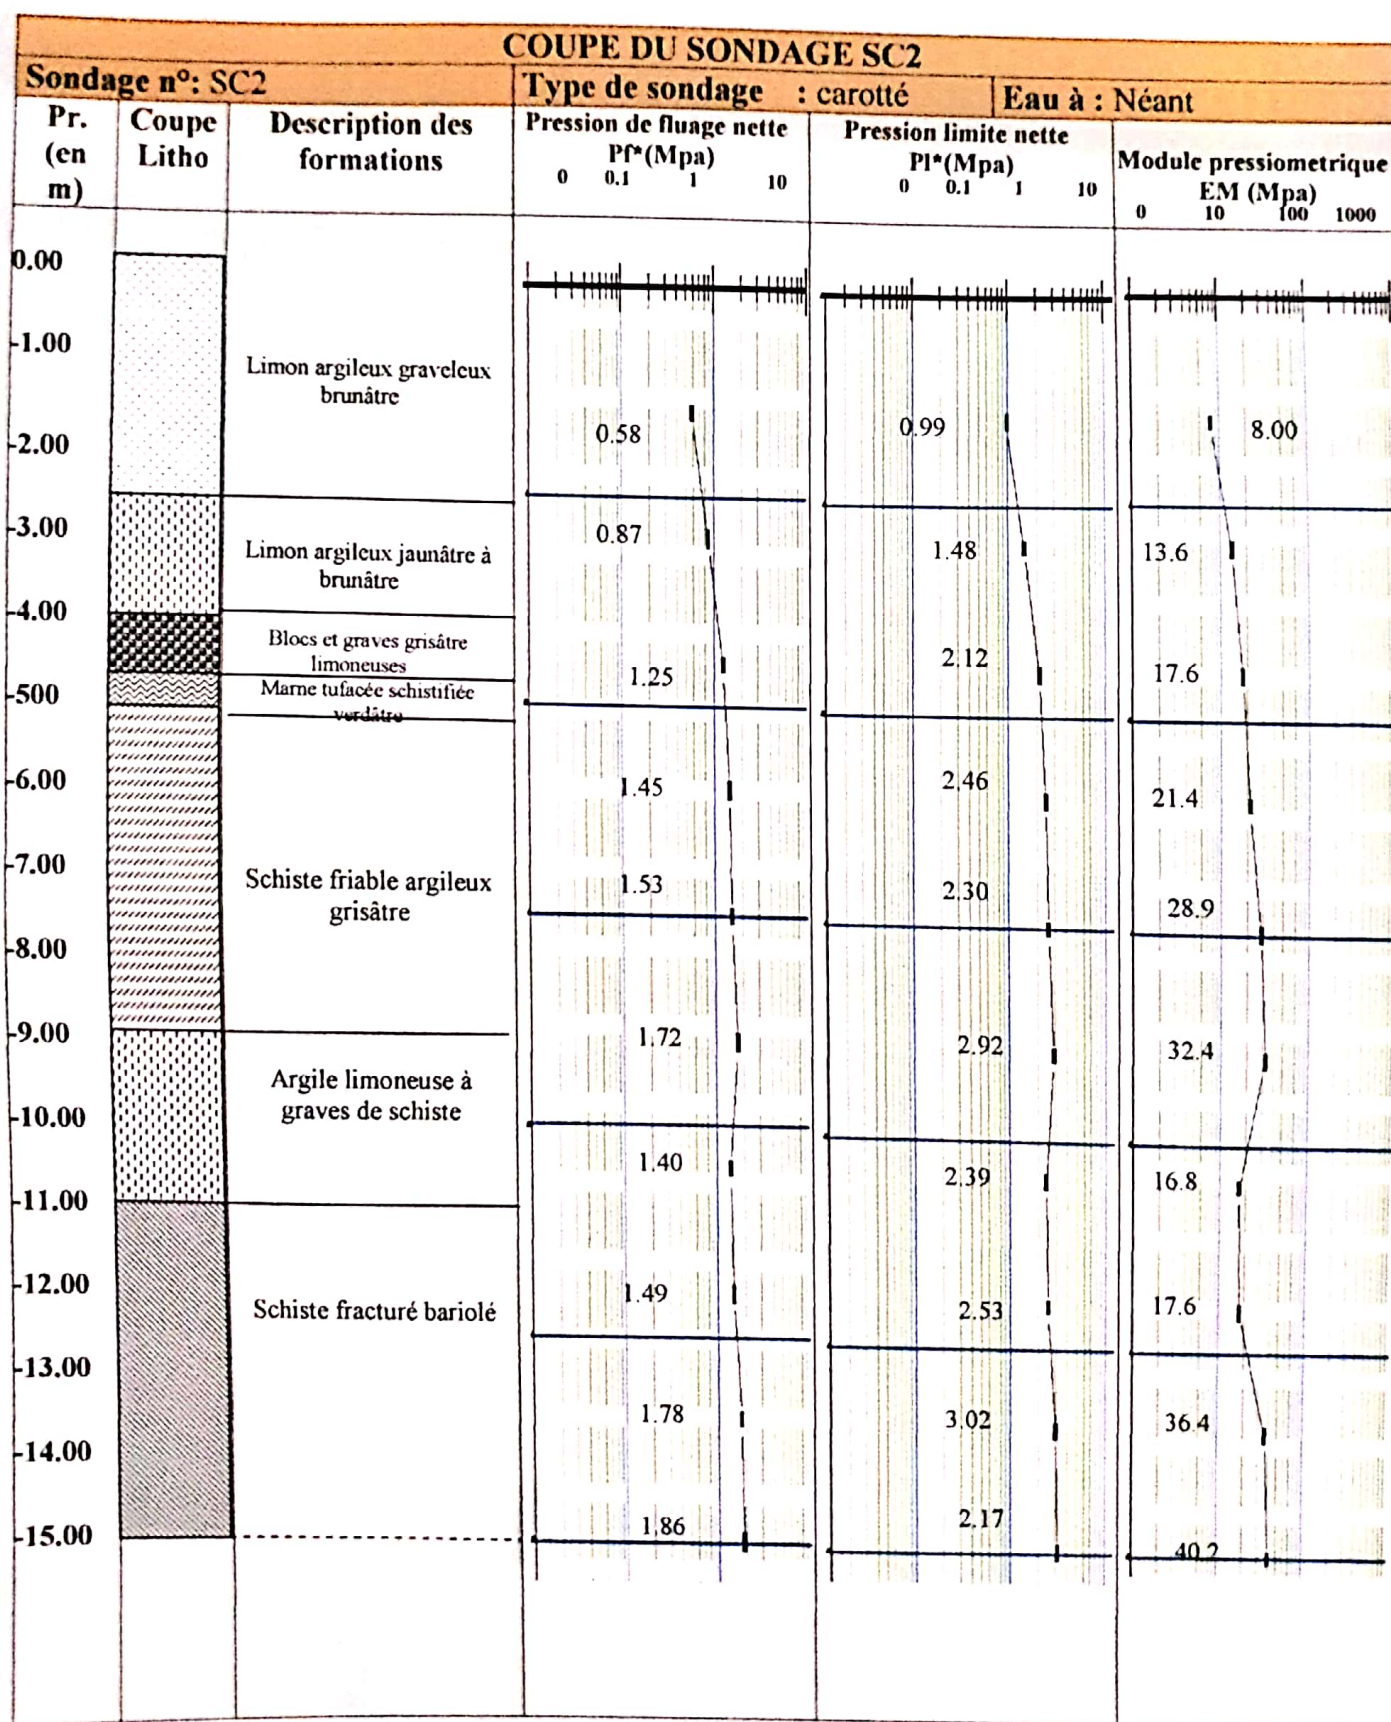 COUPE DU SONDAGE SC2
Sondage n°: SC2 Type de sondage : carotté Eau à : Néant
Pr. (en m)
Coupe Litho
Description des formations
Pression de fluage nette
Pf*(Mpa)
0 0.1 1 10
Pression limite nette
Pl*(Mpa)
0 0.1 1 10
Module pressiometrique
EM (Mpa)
0 10 100 1000
0.00
-1.00
Limon argileux graveleux
brunâtre
0.58 0.99 8.00
-2.00
-3.00
0.87 1.48 13.6
Limon argileux jaunâtre à
brunâtre
-4.00
Blocs et graves grisâtre
limoneuses
1.25 2.12 17.6
Marne tufacée schistifiée
verdâtre
-500
-6.00
1.45 2.46 21.4
-7.00
Schiste friable argileux
grisâtre
1.53 2.30 28.9
-8.00
-9.00
1.72 2.92 32.4
Argile limoneuse à
graves de schiste
-10.00
1.40 2.39 16.8
-11.00
-12.00
1.49 2.53 17.6
Schiste fracturé bariolé
-13.00
1.78 3.02 36.4
-14.00
-15.00
1.86 2.17 40.2